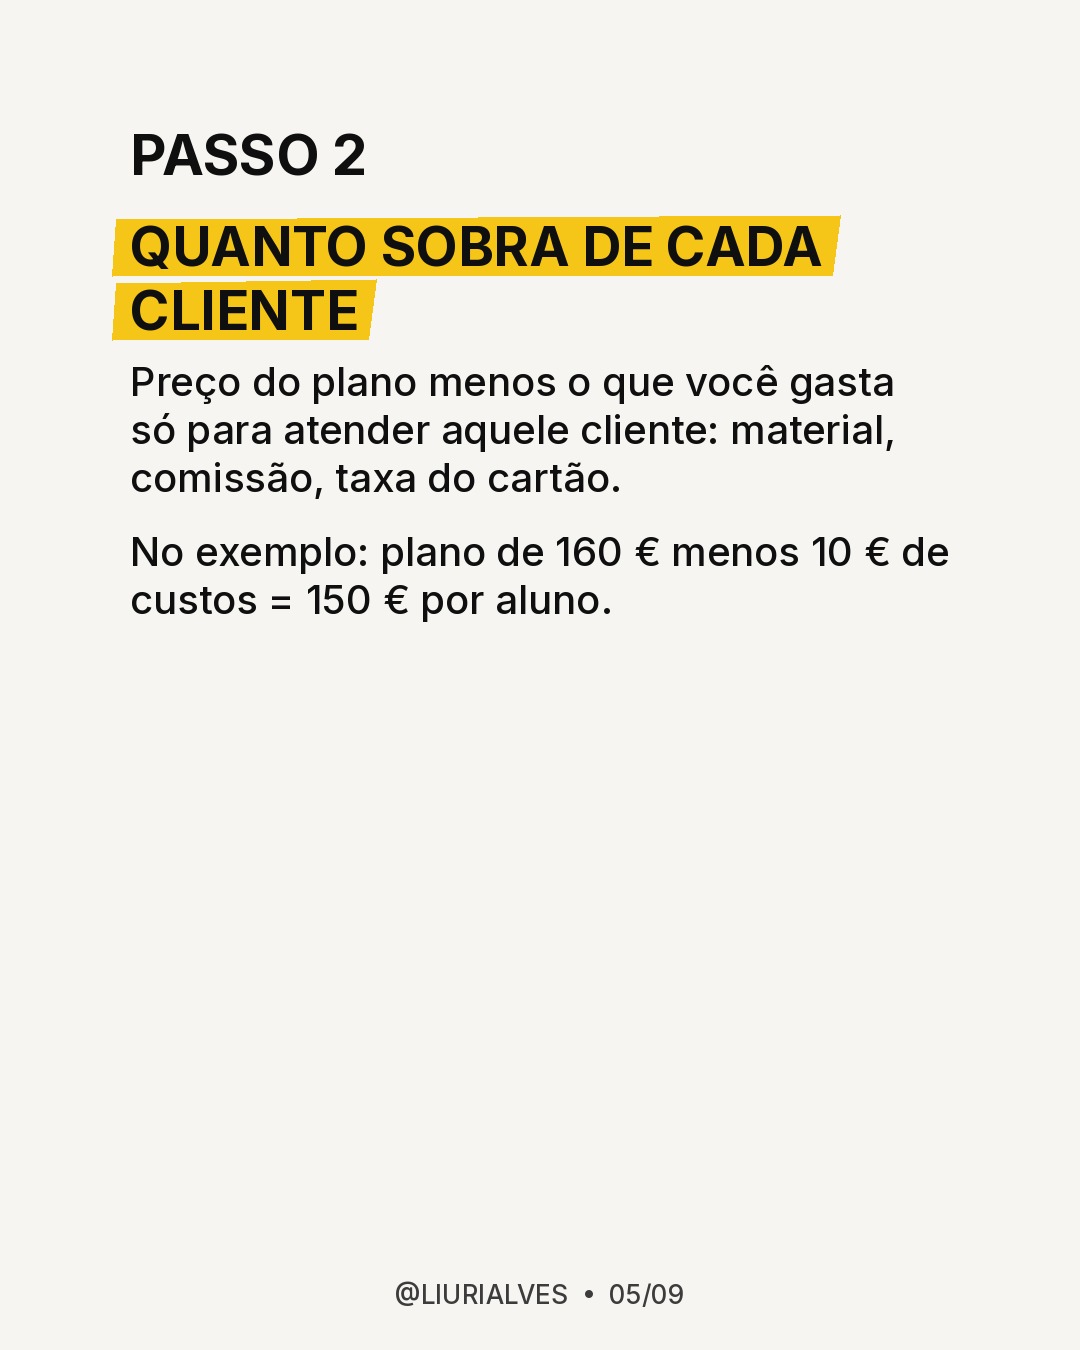 PASSO 2
QUANTO SOBRA DE CADA
CLIENTE
Preço do plano menos o que você gasta
só para atender aquele cliente: material,
comissão, taxa do cartão.
No exemplo: plano de 160 € menos 10 € de
custos = 150 € por aluno.
@LIURIALVES • 05/09